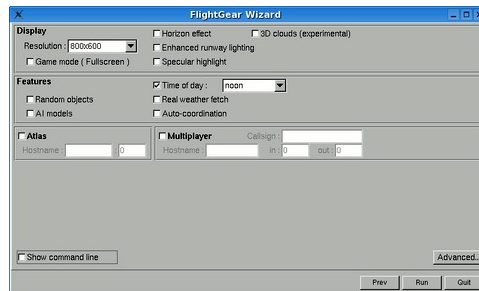 FlightGear Wizard
Display
Horizon effect
3D clouds (experimental)
Resolution : 800x600
Enhanced runway lighting
Game mode ( Fullscreen )
Specular highlight
Features
Time of day : noon
Random objects
Real weather fetch
AI models
Auto-coordination
Atlas
Hostname : : 0
Multiplayer
Callsign :
Hostname : in : 0 out : 0
Show command line
Advanced..
Prev
Run
Quit